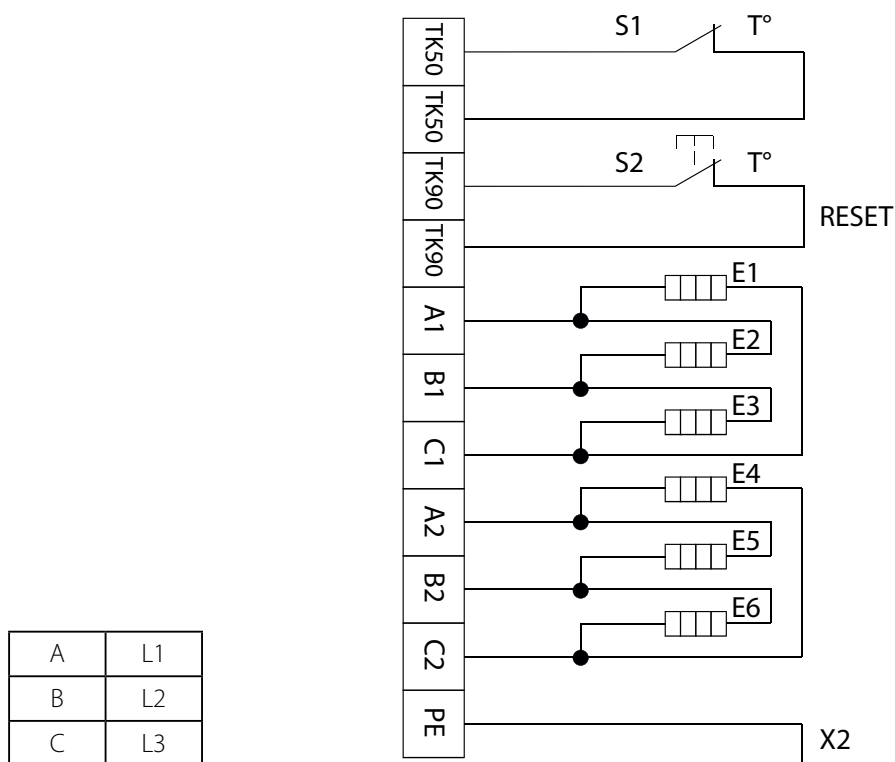 S1 T°
TK50
TK50
S2 T°
TK90
RESET
TK90
E1
A1
E2
B1
E3
C1
E4
A2
E5
B2
E6
C2
PE
X2
A L1
B L2
C L3